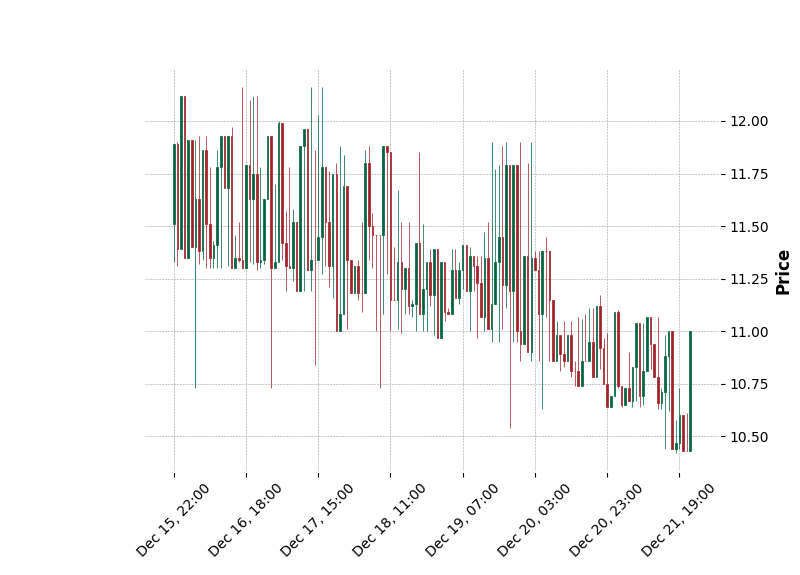 12.00
11.75
11.50
11.25
11.00
10.75
10.50
Price
Dec 15, 22:00
Dec 16, 18:00
Dec 17, 15:00
Dec 18, 11:00
Dec 19, 07:00
Dec 20, 03:00
Dec 20, 23:00
Dec 21, 19:00